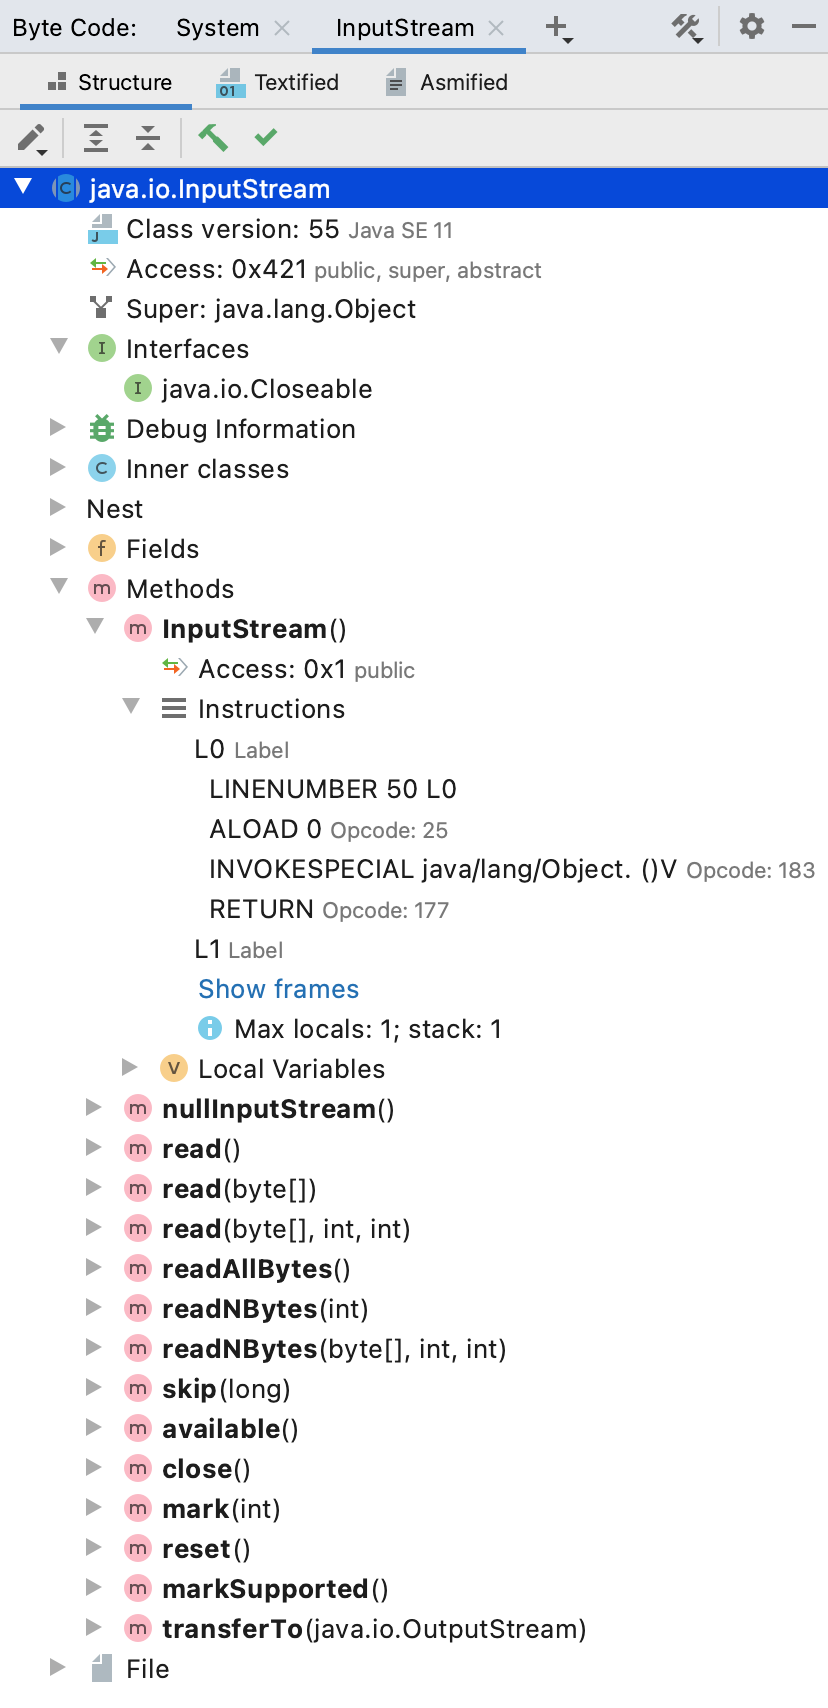 Byte Code: System InputStream
Structure 01 Textified Asmified
C java.io.InputStream
J Class version: 55 Java SE 11
Access: 0x421 public, super, abstract
Super: java.lang.Object
I Interfaces
I java.io.Closeable
Debug Information
C Inner classes
Nest
f Fields
m Methods
m InputStream()
Access: 0x1 public
Instructions
L0 Label
LINENUMBER 50 L0
ALOAD 0 Opcode: 25
INVOKESPECIAL java/lang/Object. ()V Opcode: 183
RETURN Opcode: 177
L1 Label
Show frames
i Max locals: 1; stack: 1
V Local Variables
m nullInputStream()
m read()
m read(byte[])
m read(byte[], int, int)
m readAllBytes()
m readNBytes(int)
m readNBytes(byte[], int, int)
m skip(long)
m available()
m close()
m mark(int)
m reset()
m markSupported()
m transferTo(java.io.OutputStream)
File